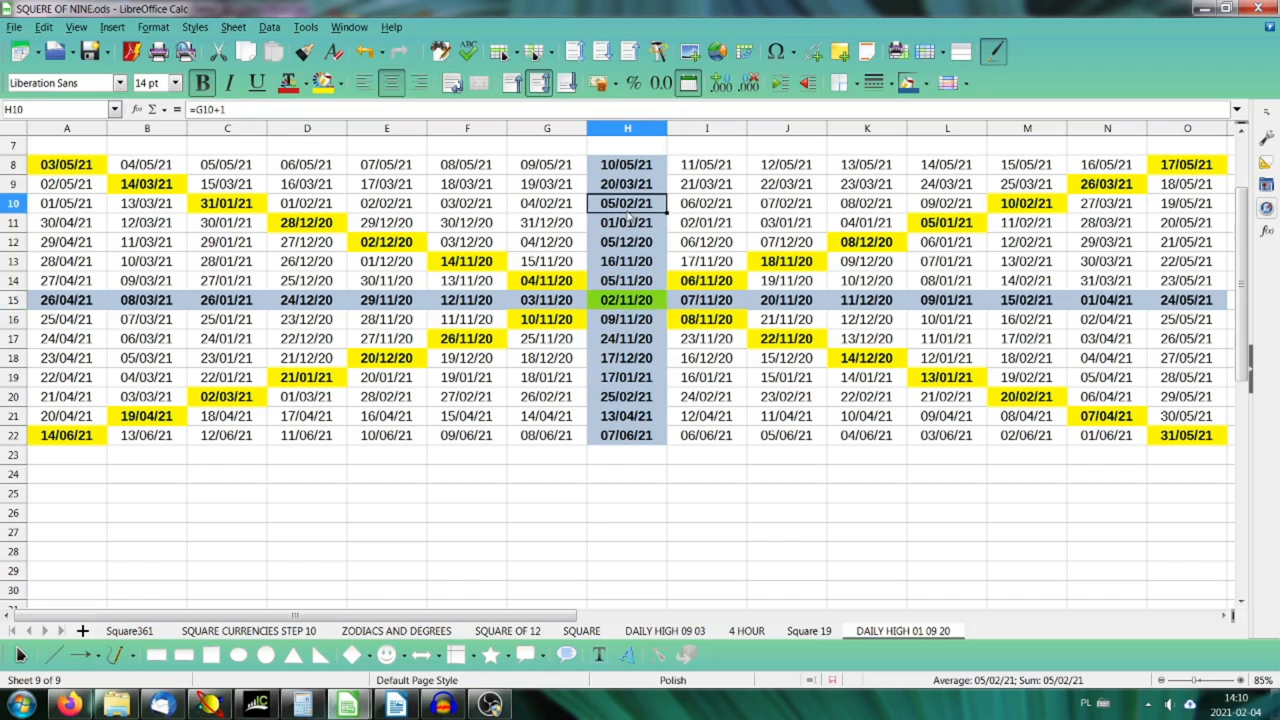 SQUERE OF NINE.ods - LibreOffice Calc
File Edit View Insert Format Styles Sheet Data Tools Window Help
Liberation Sans 14 pt
H10 =G10+1
A B C D E F G H I J K L M N O
7
8 03/05/21 04/05/21 05/05/21 06/05/21 07/05/21 08/05/21 09/05/21 10/05/21 11/05/21 12/05/21 13/05/21 14/05/21 15/05/21 16/05/21 17/05/21
9 02/05/21 14/03/21 15/03/21 16/03/21 17/03/21 18/03/21 19/03/21 20/03/21 21/03/21 22/03/21 23/03/21 24/03/21 25/03/21 26/03/21 18/05/21
10 01/05/21 13/03/21 31/01/21 01/02/21 02/02/21 03/02/21 04/02/21 05/02/21 06/02/21 07/02/21 08/02/21 09/02/21 10/02/21 27/03/21 19/05/21
11 30/04/21 12/03/21 30/01/21 28/12/20 29/12/20 30/12/20 31/12/20 01/01/21 02/01/21 03/01/21 04/01/21 05/01/21 11/02/21 28/03/21 20/05/21
12 29/04/21 11/03/21 29/01/21 27/12/20 02/12/20 03/12/20 04/12/20 05/12/20 06/12/20 07/12/20 08/12/20 06/01/21 12/02/21 29/03/21 21/05/21
13 28/04/21 10/03/21 28/01/21 26/12/20 01/12/20 14/11/20 15/11/20 16/11/20 17/11/20 18/11/20 09/12/20 07/01/21 13/02/21 30/03/21 22/05/21
14 27/04/21 09/03/21 27/01/21 25/12/20 30/11/20 13/11/20 04/11/20 05/11/20 06/11/20 19/11/20 10/12/20 08/01/21 14/02/21 31/03/21 23/05/21
15 26/04/21 08/03/21 26/01/21 24/12/20 29/11/20 12/11/20 03/11/20 02/11/20 07/11/20 20/11/20 11/12/20 09/01/21 15/02/21 01/04/21 24/05/21
16 25/04/21 07/03/21 25/01/21 23/12/20 28/11/20 11/11/20 10/11/20 09/11/20 08/11/20 21/11/20 12/12/20 10/01/21 16/02/21 02/04/21 25/05/21
17 24/04/21 06/03/21 24/01/21 22/12/20 27/11/20 26/11/20 25/11/20 24/11/20 23/11/20 22/11/20 13/12/20 11/01/21 17/02/21 03/04/21 26/05/21
18 23/04/21 05/03/21 23/01/21 21/12/20 20/12/20 19/12/20 18/12/20 17/12/20 16/12/20 15/12/20 14/12/20 12/01/21 18/02/21 04/04/21 27/05/21
19 22/04/21 04/03/21 22/01/21 21/01/21 20/01/21 19/01/21 18/01/21 17/01/21 16/01/21 15/01/21 14/01/21 13/01/21 19/02/21 05/04/21 28/05/21
20 21/04/21 03/03/21 02/03/21 01/03/21 28/02/21 27/02/21 26/02/21 25/02/21 24/02/21 23/02/21 22/02/21 21/02/21 20/02/21 06/04/21 29/05/21
21 20/04/21 19/04/21 18/04/21 17/04/21 16/04/21 15/04/21 14/04/21 13/04/21 12/04/21 11/04/21 10/04/21 09/04/21 08/04/21 07/04/21 30/05/21
22 14/06/21 13/06/21 12/06/21 11/06/21 10/06/21 09/06/21 08/06/21 07/06/21 06/06/21 05/06/21 04/06/21 03/06/21 02/06/21 01/06/21 31/05/21
23
24
25
26
27
28
29
30
Square361 SQUARE CURRENCIES STEP 10 ZODIACS AND DEGREES SQUARE OF 12 SQUARE DAILY HIGH 09 03 4 HOUR Square 19 DAILY HIGH 01 09 20
Sheet 9 of 9 Default Page Style Polish Average: 05/02/21; Sum: 05/02/21 85%
PL 14:10
2021-02-04